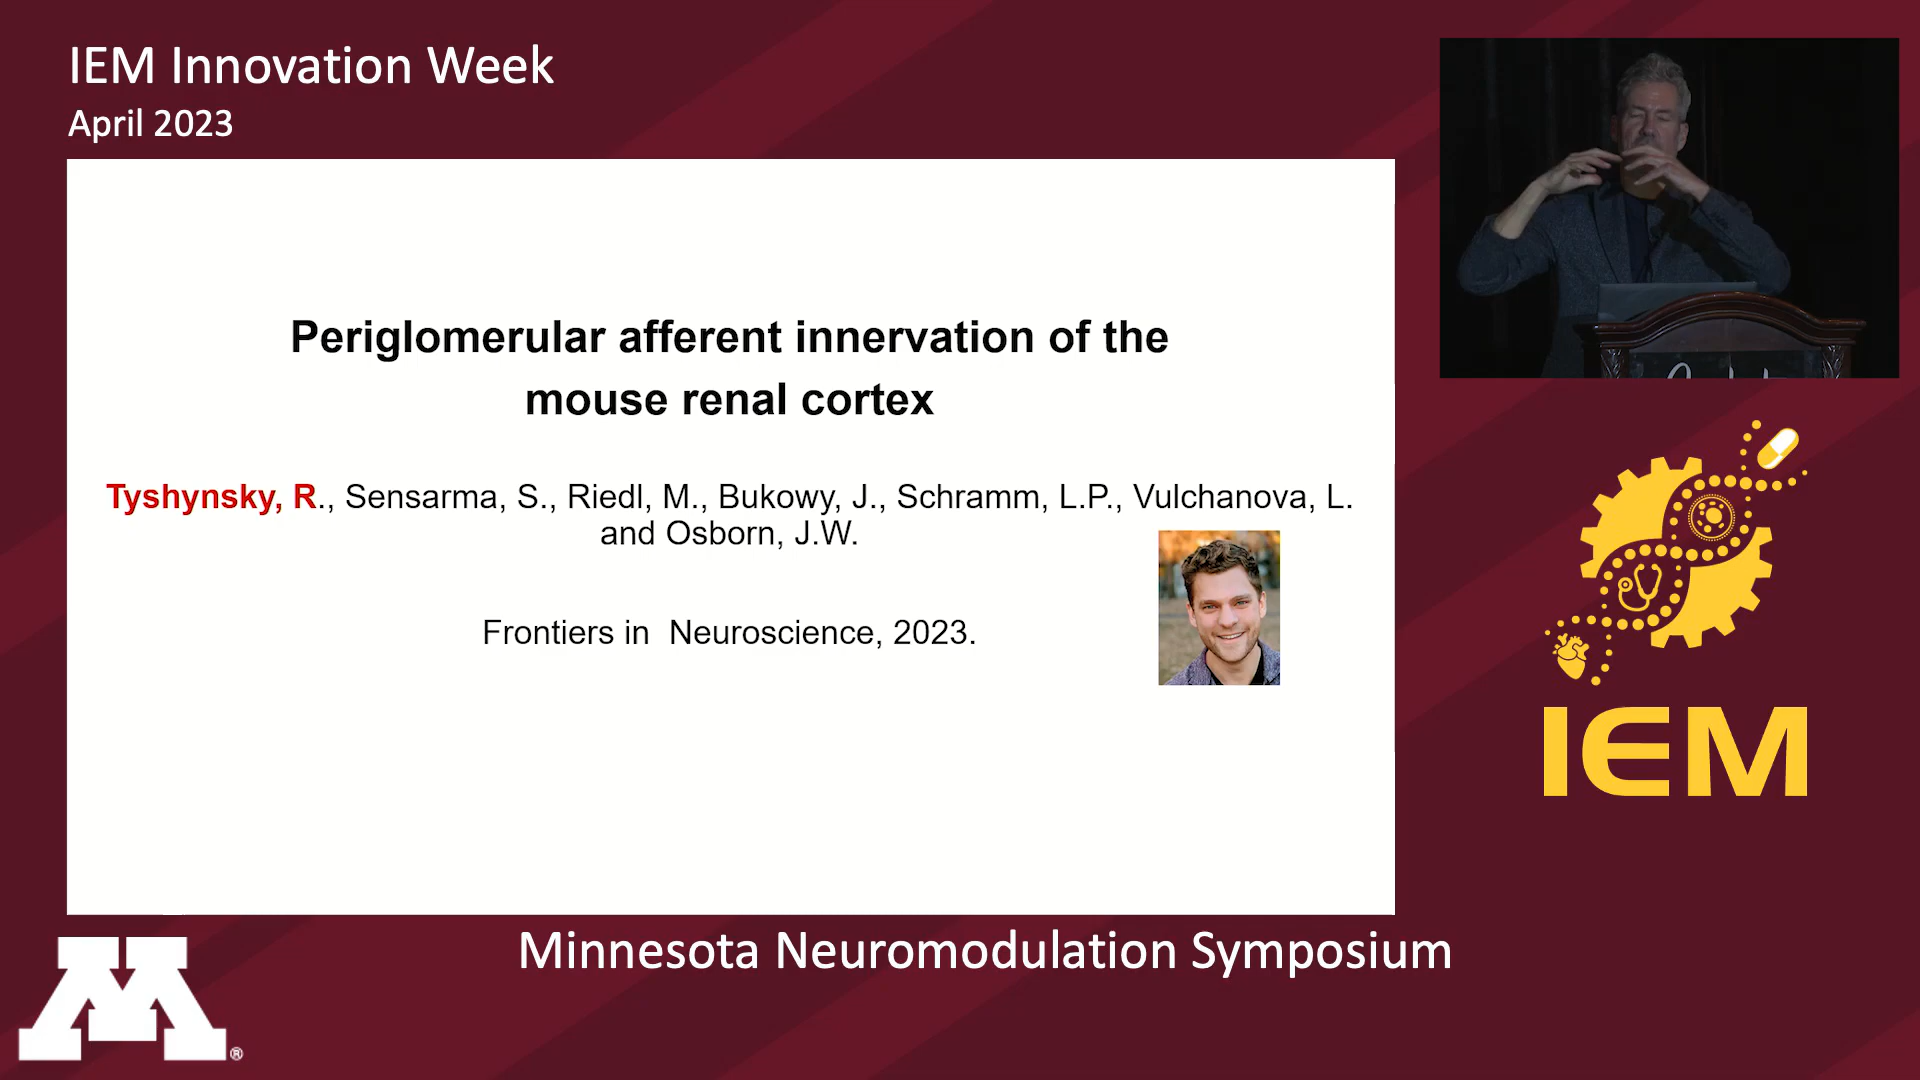 IEM Innovation Week
April 2023
Periglomerular afferent innervation of the
mouse renal cortex
Tyshynsky, R., Sensarma, S., Riedl, M., Bukowy, J., Schramm, L.P., Vulchanova, L.
and Osborn, J.W.
Frontiers in Neuroscience, 2023.
IEM
Minnesota Neuromodulation Symposium
M®